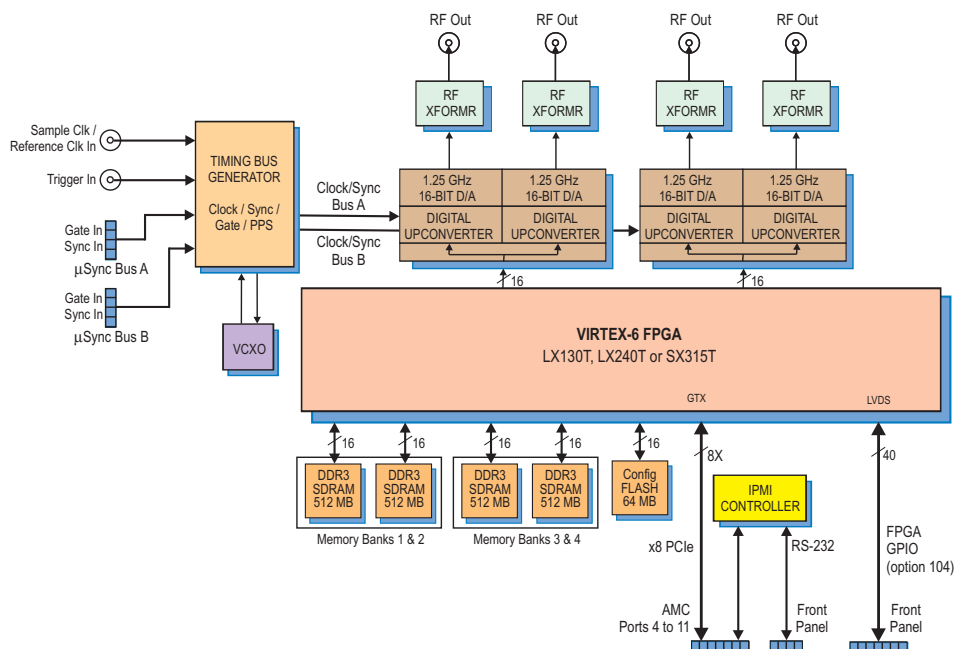 RF Out
RF Out
RF Out
RF Out
RF
XFORMR
RF
XFORMR
RF
XFORMR
RF
XFORMR
Sample Clk /
Reference Clk In
Trigger In
Gate In
Sync In
µSync Bus A
Gate In
Sync In
µSync Bus B
TIMING BUS
GENERATOR
Clock / Sync /
Gate / PPS
VCXO
Clock/Sync
Bus A
Clock/Sync
Bus B
1.25 GHz
16-BIT D/A
1.25 GHz
16-BIT D/A
1.25 GHz
16-BIT D/A
1.25 GHz
16-BIT D/A
DIGITAL
UPCONVERTER
DIGITAL
UPCONVERTER
DIGITAL
UPCONVERTER
DIGITAL
UPCONVERTER
16
16
VIRTEX-6 FPGA
LX130T, LX240T or SX315T
GTX
LVDS
16
16
16
16
16
8X
40
DDR3
SDRAM
512 MB
DDR3
SDRAM
512 MB
DDR3
SDRAM
512 MB
DDR3
SDRAM
512 MB
Config
FLASH
64 MB
Memory Banks 1 & 2
Memory Banks 3 & 4
IPMI
CONTROLLER
x8 PCIe
RS-232
FPGA
GPIO
(option 104)
AMC
Ports 4 to 11
Front
Panel
Front
Panel